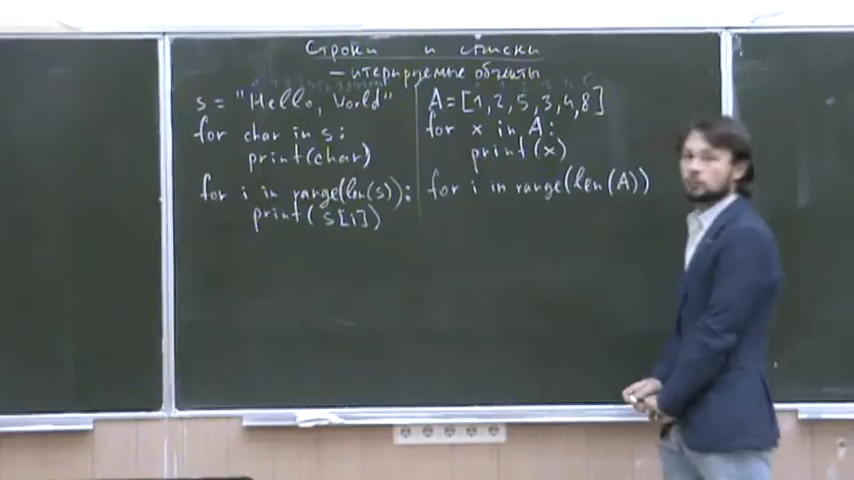 Строки и списки
— итерируемые объекты
s = "Hello, World"
for char in s:
print(char)
for i in range(len(s)):
print(s[i])
A=[1,2,5,3,4,8]
for x in A:
print(x)
for i in range(len(A))